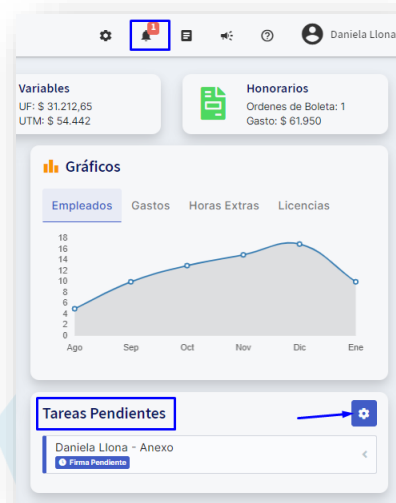 1
Daniela Llona
Variables
UF: $ 31.212,65
UTM: $ 54.442
Honorarios
Ordenes de Boleta: 1
Gasto: $ 61.950
Gráficos
Empleados Gastos Horas Extras Licencias
18
16
14
12
10
8
6
4
2
0
Ago Sep Oct Nov Dic Ene
Tareas Pendientes
Daniela Llona - Anexo
Firma Pendiente